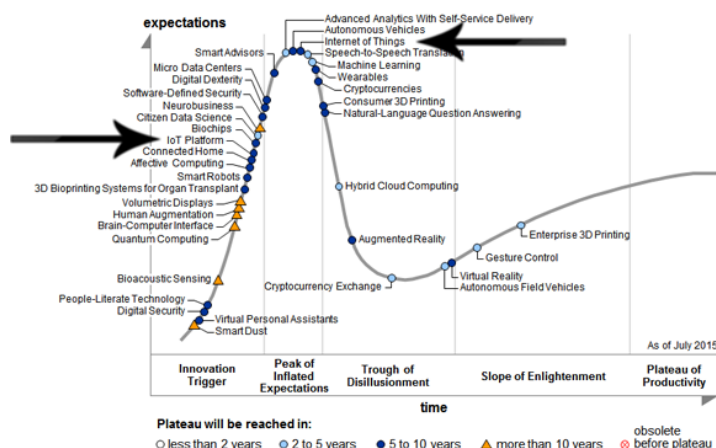 expectations
Advanced Analytics With Self-Service Delivery
Autonomous Vehicles
Internet of Things
Speech-to-Speech Translation
Machine Learning
Wearables
Cryptocurrencies
Consumer 3D Printing
Natural-Language Question Answering
Smart Advisors
Micro Data Centers
Digital Dexterity
Software-Defined Security
Neurobusiness
Citizen Data Science
Biochips
IoT Platform
Connected Home
Affective Computing
Smart Robots
3D Bioprinting Systems for Organ Transplant
Volumetric Displays
Human Augmentation
Brain-Computer Interface
Quantum Computing
Bioacoustic Sensing
People-Literate Technology
Digital Security
Virtual Personal Assistants
Smart Dust
Hybrid Cloud Computing
Augmented Reality
Cryptocurrency Exchange
Enterprise 3D Printing
Gesture Control
Virtual Reality
Autonomous Field Vehicles
As of July 2015
Innovation
Trigger
Peak of
Inflated
Expectations
Trough of
Disillusionment
Slope of Enlightenment
Plateau of
Productivity
time
Plateau will be reached in:
less than 2 years
2 to 5 years
5 to 10 years
more than 10 years
obsolete
before plateau